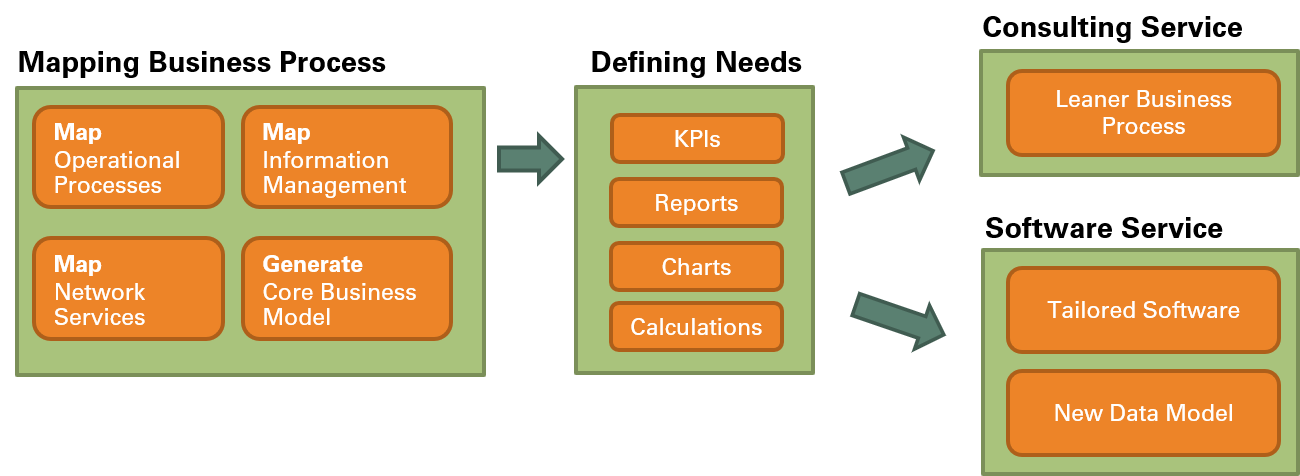 Mapping Business Process
Map
Operational
Processes
Map
Information
Management
Map
Network
Services
Generate
Core Business
Model
Defining Needs
KPIs
Reports
Charts
Calculations
Consulting Service
Leaner Business
Process
Software Service
Tailored Software
New Data Model